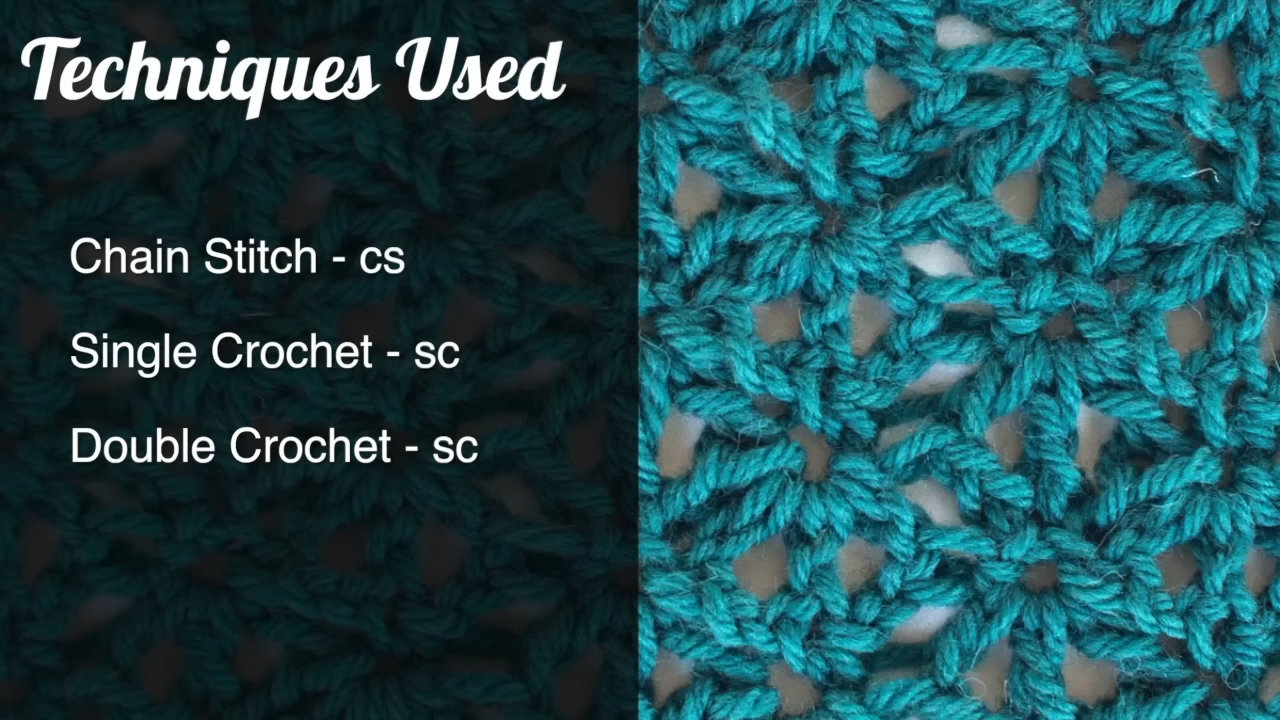 Techniques Used
Chain Stitch - cs
Single Crochet - sc
Double Crochet - sc